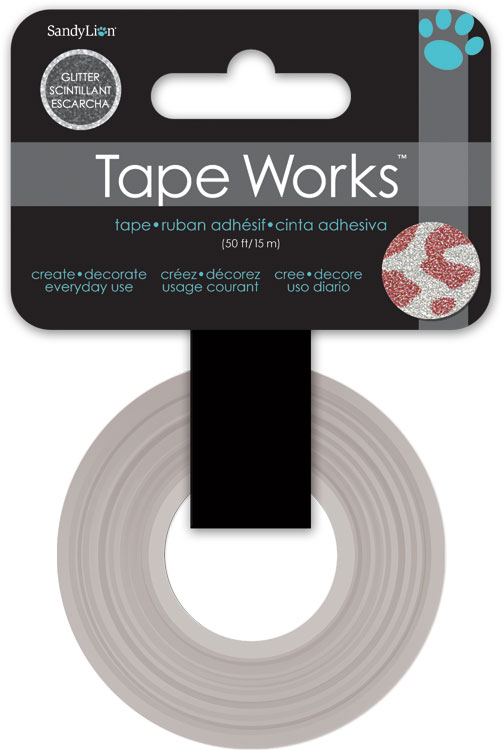 SandyLion
GLITTER
SCINTILLANT
ESCARCHA
Tape Works™
tape•ruban adhésif•cinta adhesiva
(50 ft/15 m)
create•decorate
everyday use
créez•décorez
usage courant
cree•decore
uso diario